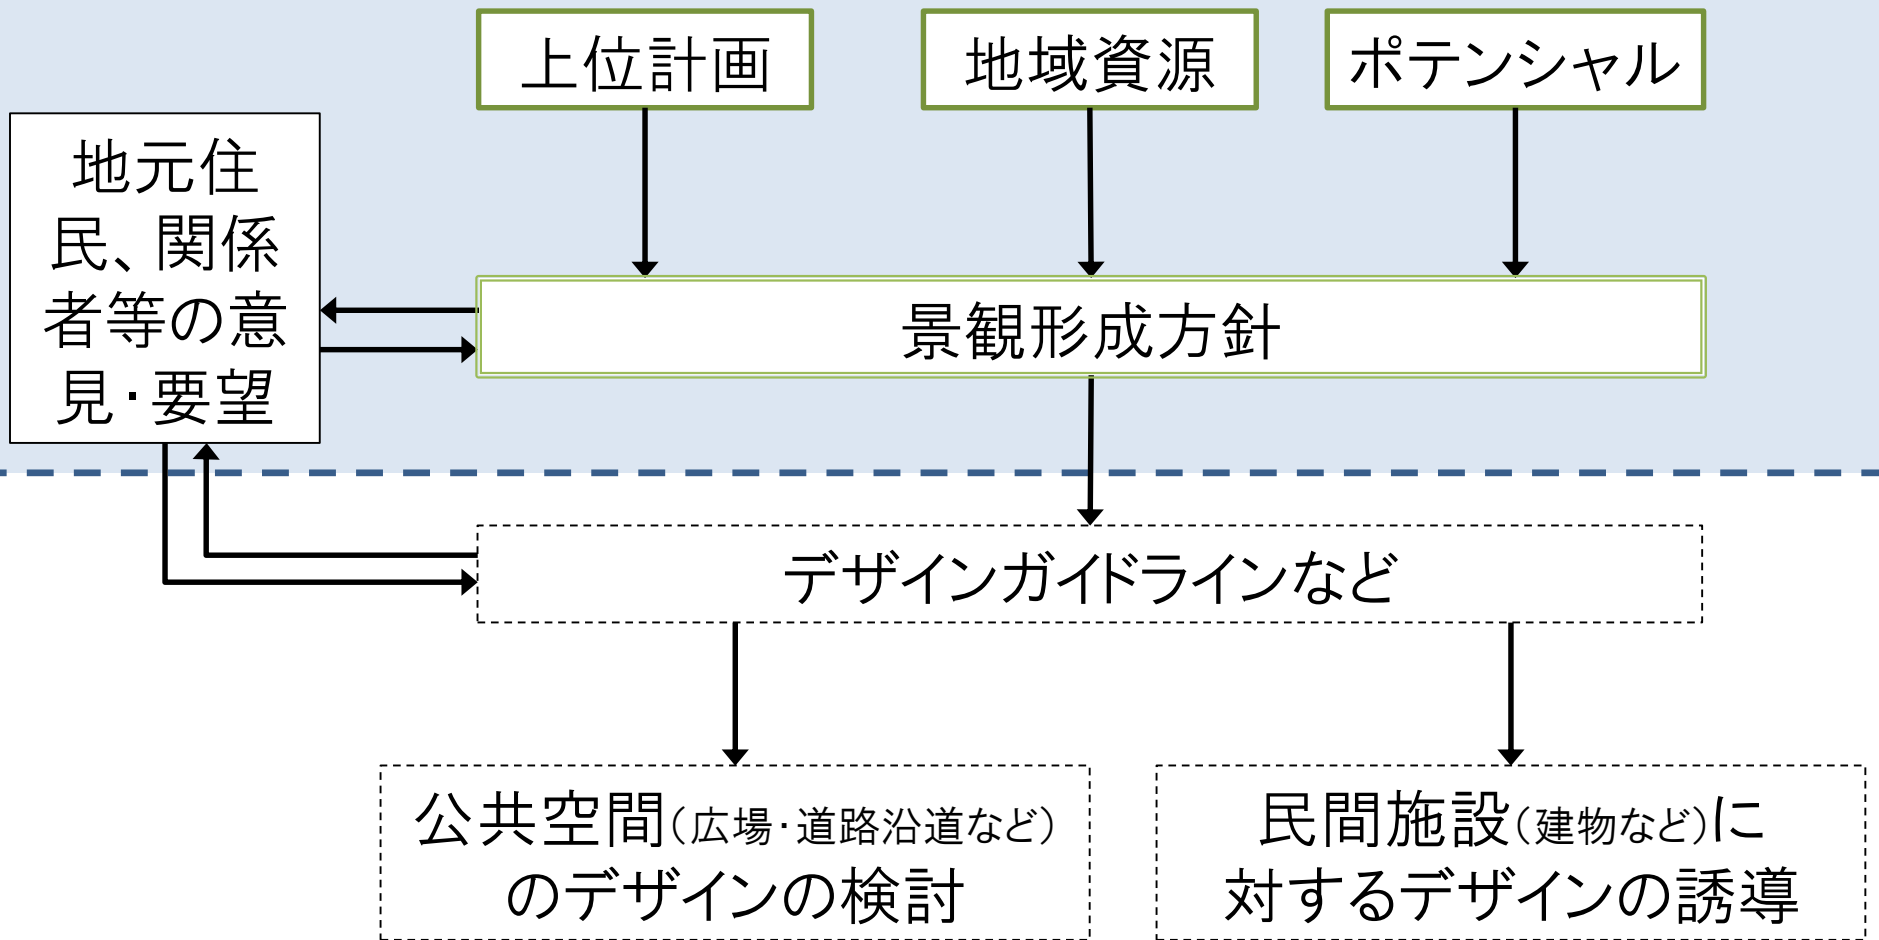 上位計画
地域資源
ポテンシャル
地元住
民、関係
者等の意
見・要望
景観形成方針
デザインガイドラインなど
公共空間(広場・道路沿道など)
のデザインの検討
民間施設(建物など)に
対するデザインの誘導